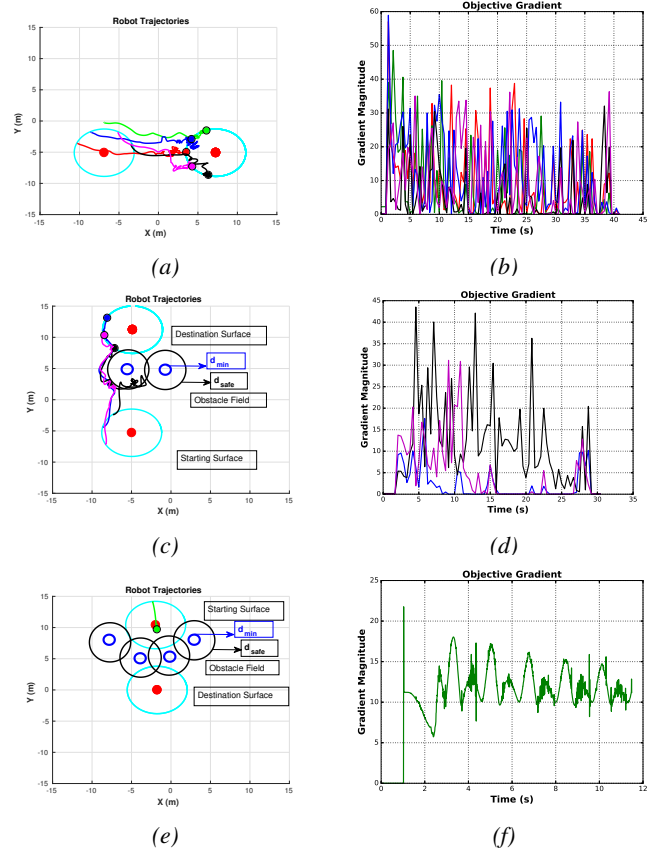 Robot Trajectories
Y (m)
15
10
5
0
-5
-10
-15
-15 -10 -5 0 5 10 15
X (m)
(a)
Objective Gradient
Gradient Magnitude
60
50
40
30
20
10
0
0 5 10 15 20 25 30 35 40 45
Time (s)
(b)
Robot Trajectories
Y (m)
15
10
5
0
-5
-10
-15
-15 -10 -5 0 5 10 15
X (m)
Destination Surface
d_min
d_safe
Obstacle Field
Starting Surface
(c)
Objective Gradient
Gradient Magnitude
45
40
35
30
25
20
15
10
5
0
0 5 10 15 20 25 30 35
Time (s)
(d)
Robot Trajectories
Y (m)
15
10
5
0
-5
-10
-15
-15 -10 -5 0 5 10 15
X (m)
Starting Surface
d_min
d_safe
Obstacle Field
Destination Surface
(e)
Objective Gradient
Gradient Magnitude
25
20
15
10
5
0
0 2 4 6 8 10 12
Time (s)
(f)